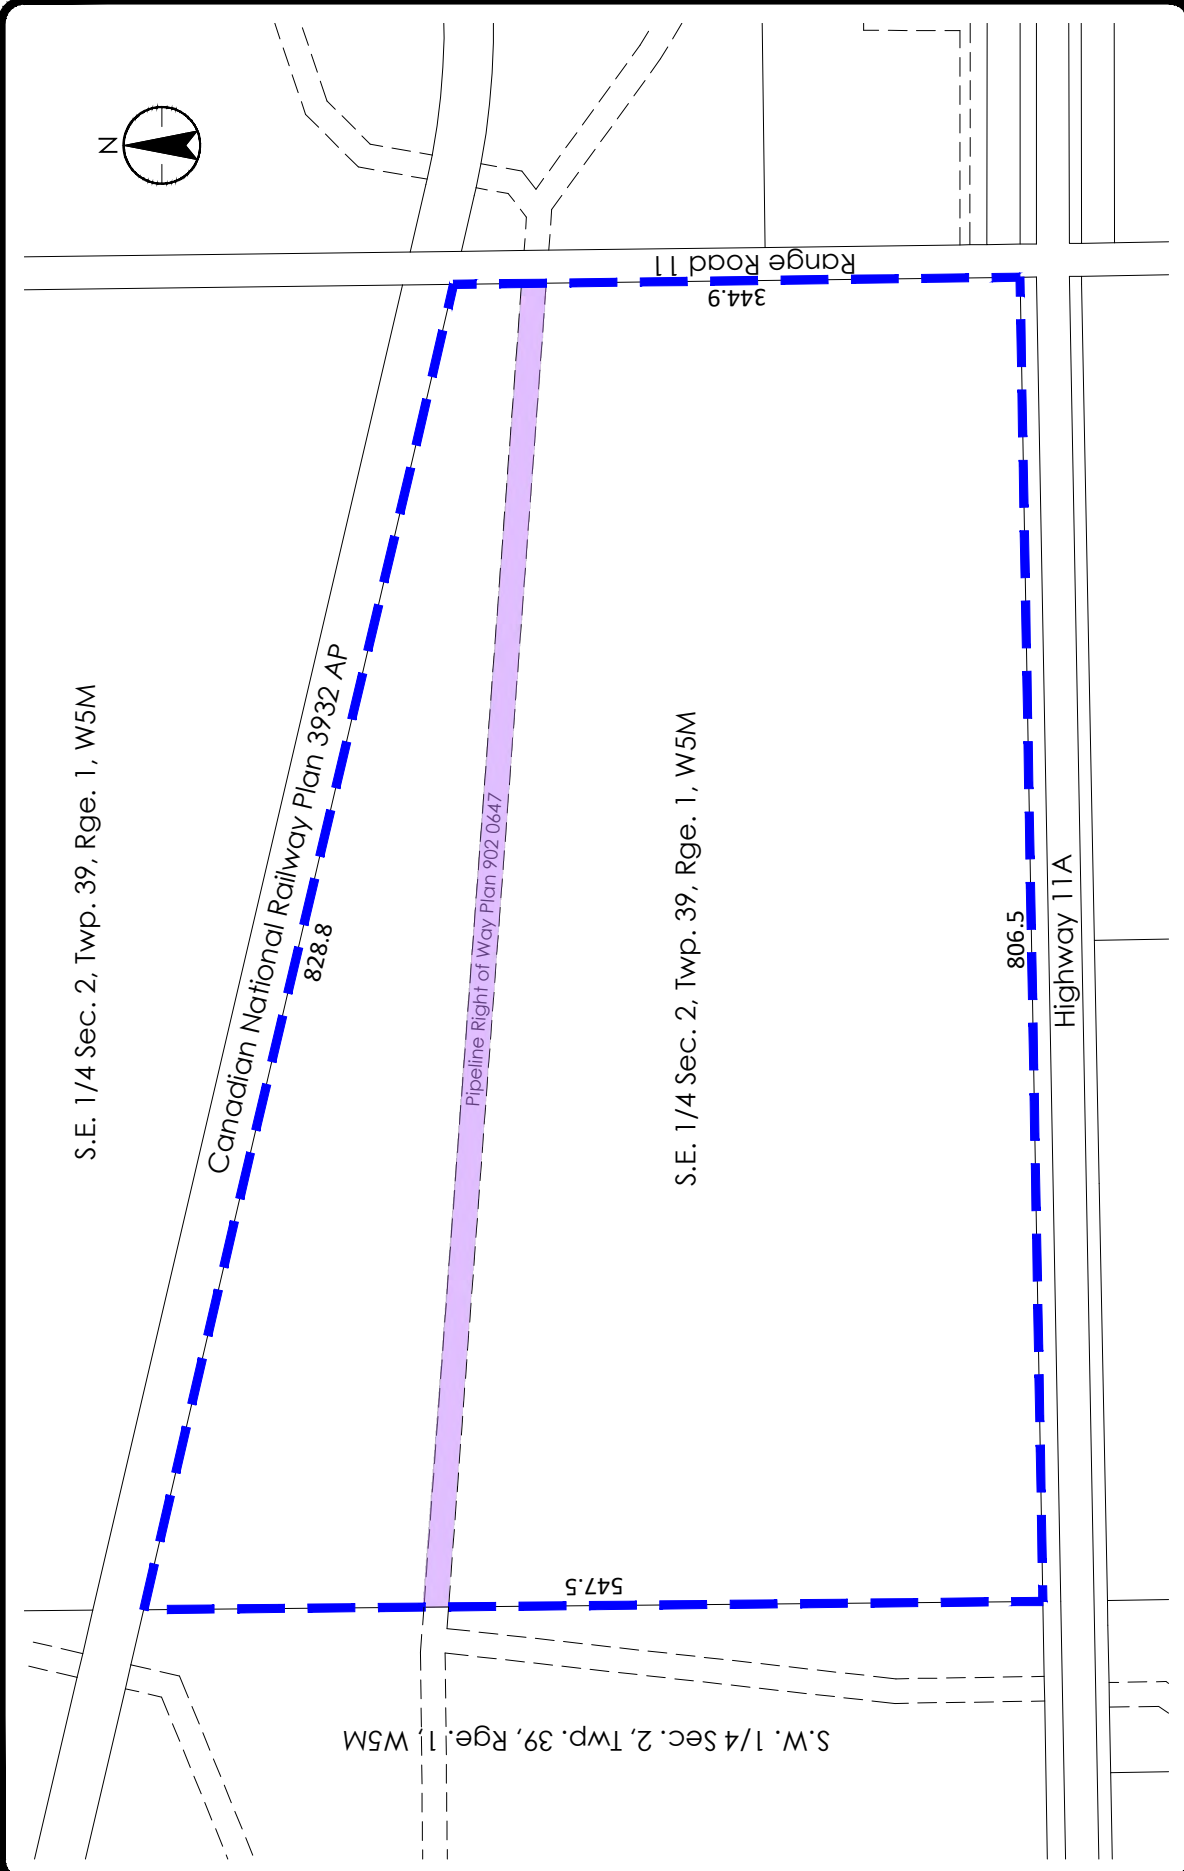 N
Range Road 11
344.9
S.E. 1/4 Sec. 2, Twp. 39, Rge. 1, W5M
Canadian National Railway Plan 3932 AP
828.8
Pipeline Right of Way Plan 902 0647
S.E. 1/4 Sec. 2, Twp. 39, Rge. 1, W5M
806.5
Highway 11A
547.5
S.W. 1/4 Sec. 2, Twp. 39, Rge. 1, W5M